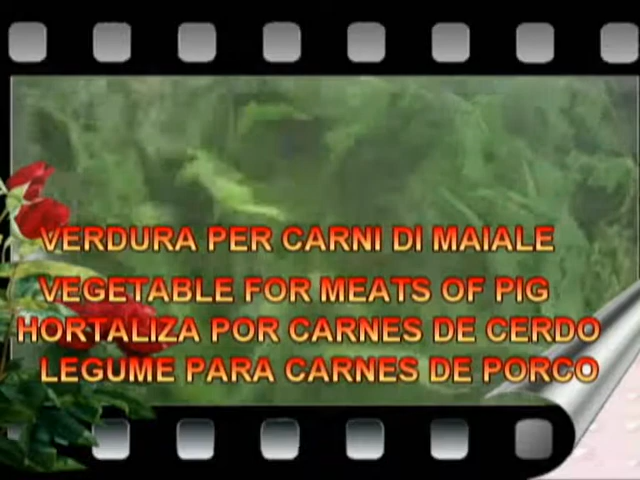 VERDURA PER CARNI DI MAIALE
VEGETABLE FOR MEATS OF PIG
HORTALIZA POR CARNES DE CERDO
LEGUME PARA CARNES DE PORCO